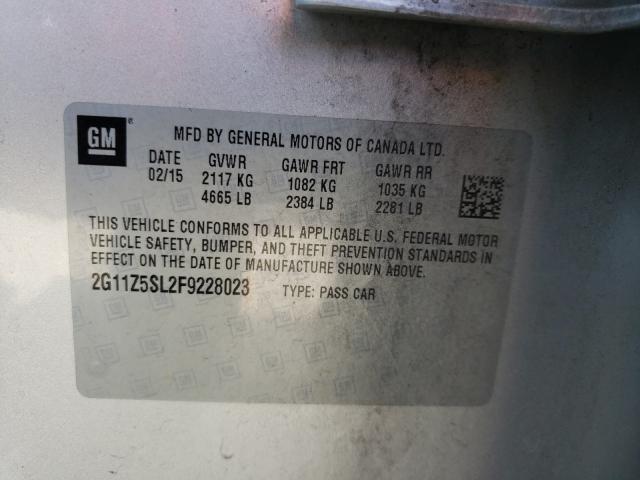 GM ®
MFD BY GENERAL MOTORS OF CANADA LTD.
DATE GVWR GAWR FRT GAWR RR
02/15 2117 KG 1082 KG 1035 KG
4665 LB 2384 LB 2281 LB
THIS VEHICLE CONFORMS TO ALL APPLICABLE U.S. FEDERAL MOTOR
VEHICLE SAFETY, BUMPER, AND THEFT PREVENTION STANDARDS IN
EFFECT ON THE DATE OF MANUFACTURE SHOWN ABOVE.
2G11Z5SL2F9228023 TYPE: PASS CAR